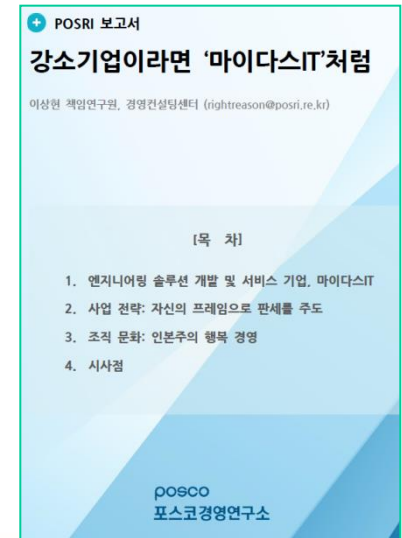 POSRI 보고서
강소기업이라면 ‘마이다스IT’처럼
이상현 책임연구원, 경영컨설팅센터 (rightreason@posri.re.kr)
[목 차]
1. 엔지니어링 솔루션 개발 및 서비스 기업, 마이다스IT
2. 사업 전략: 자신의 프레임으로 판세를 주도
3. 조직 문화: 인본주의 행복 경영
4. 시사점
posco
포스코경영연구소